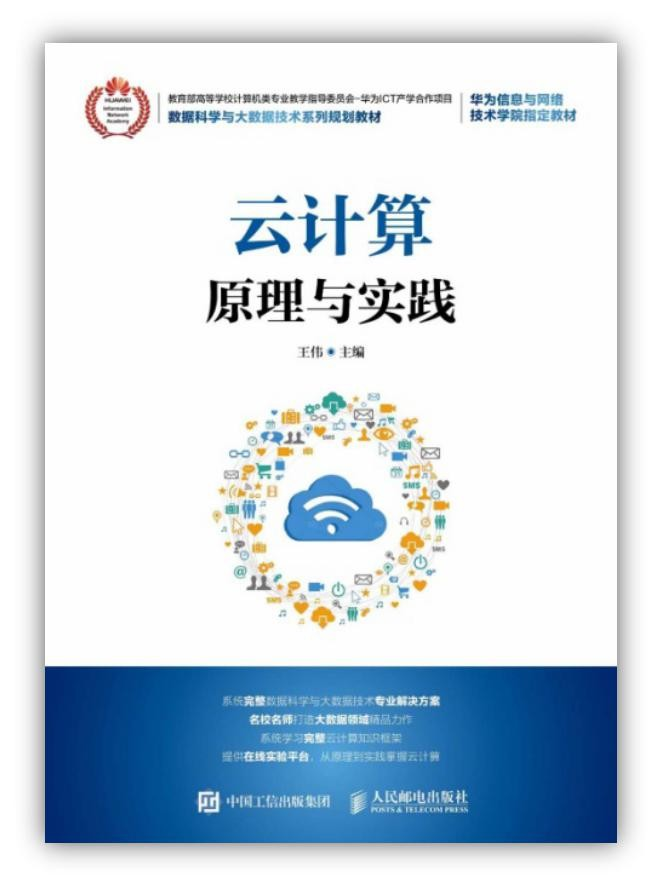 HUAWEI
Information
Network
Academy
教育部高等学校计算机类专业教学指导委员会-华为ICT产学合作项目
数据科学与大数据技术系列规划教材
华为信息与网络
技术学院指定教材
云计算
原理与实践
王伟 主编
SMS
SMS
SMS
SMS
@
系统完整数据科学与大数据技术专业解决方案
名校名师打造大数据领域精品力作
系统学习完整云计算知识框架
提供在线实验平台,从原理到实践掌握云计算
中国工信出版集团
人民邮电出版社
POSTS & TELECOM PRESS